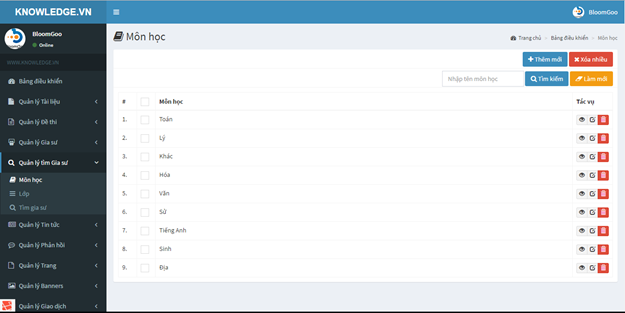 KNOWLEDGE.VN
BloomGoo
BloomGoo
Online
Môn học
Trang chủ > Bảng điều khiển > Môn học
WWW.KNOWLEDGE.VN
Thêm mới
Xóa nhiều
Nhập tên môn học
Tìm kiếm
Làm mới
Bảng điều khiển
Quản lý Tài liệu
Quản lý Đề thi
Quản lý Gia sư
Quản lý tìm Gia sư
Môn học
Lớp
Tìm gia sư
Quản lý Tin tức
Quản lý Phản hồi
Quản lý Trang
Quản lý Banners
Quản lý Giao dịch
# Môn học Tác vụ
1. Toán
2. Lý
3. Khác
4. Hóa
5. Văn
6. Sử
7. Tiếng Anh
8. Sinh
9. Địa